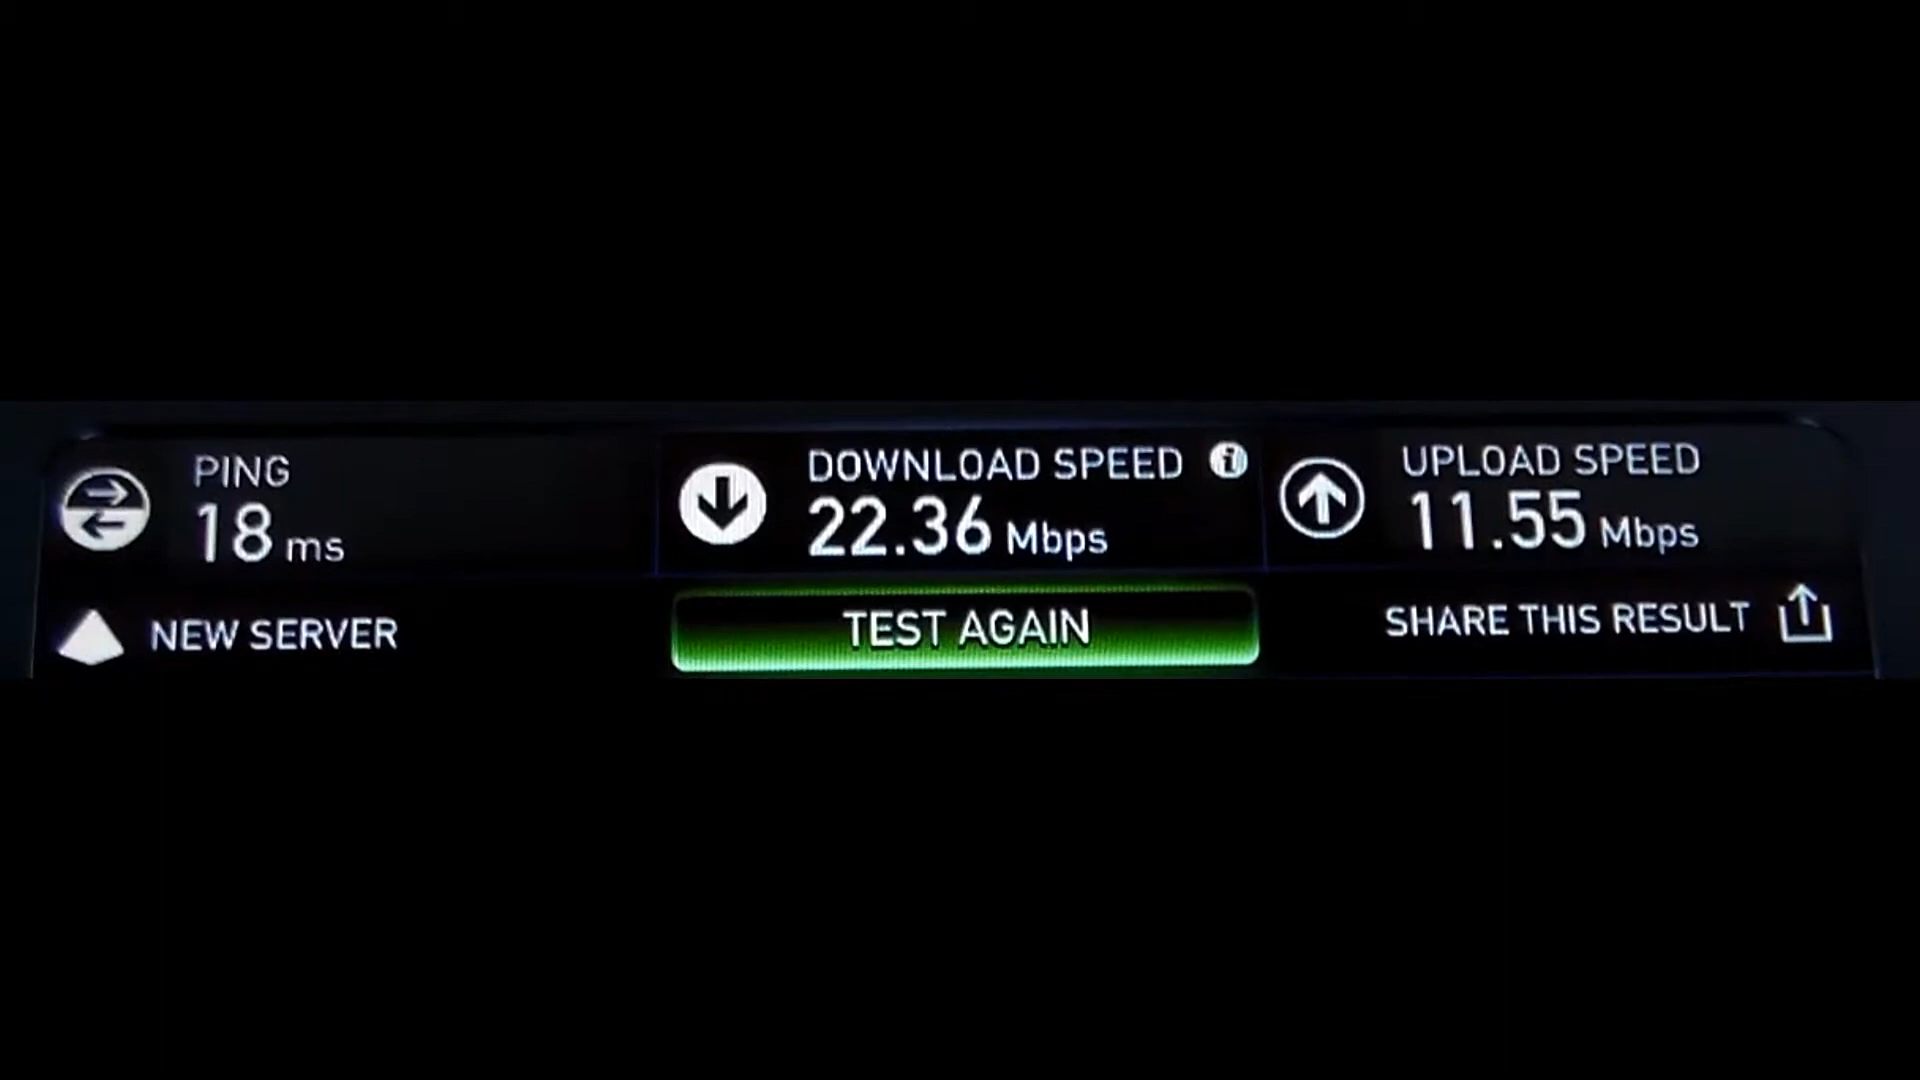 PING
18 ms
DOWNLOAD SPEED i
22.36 Mbps
UPLOAD SPEED
11.55 Mbps
NEW SERVER
TEST AGAIN
SHARE THIS RESULT